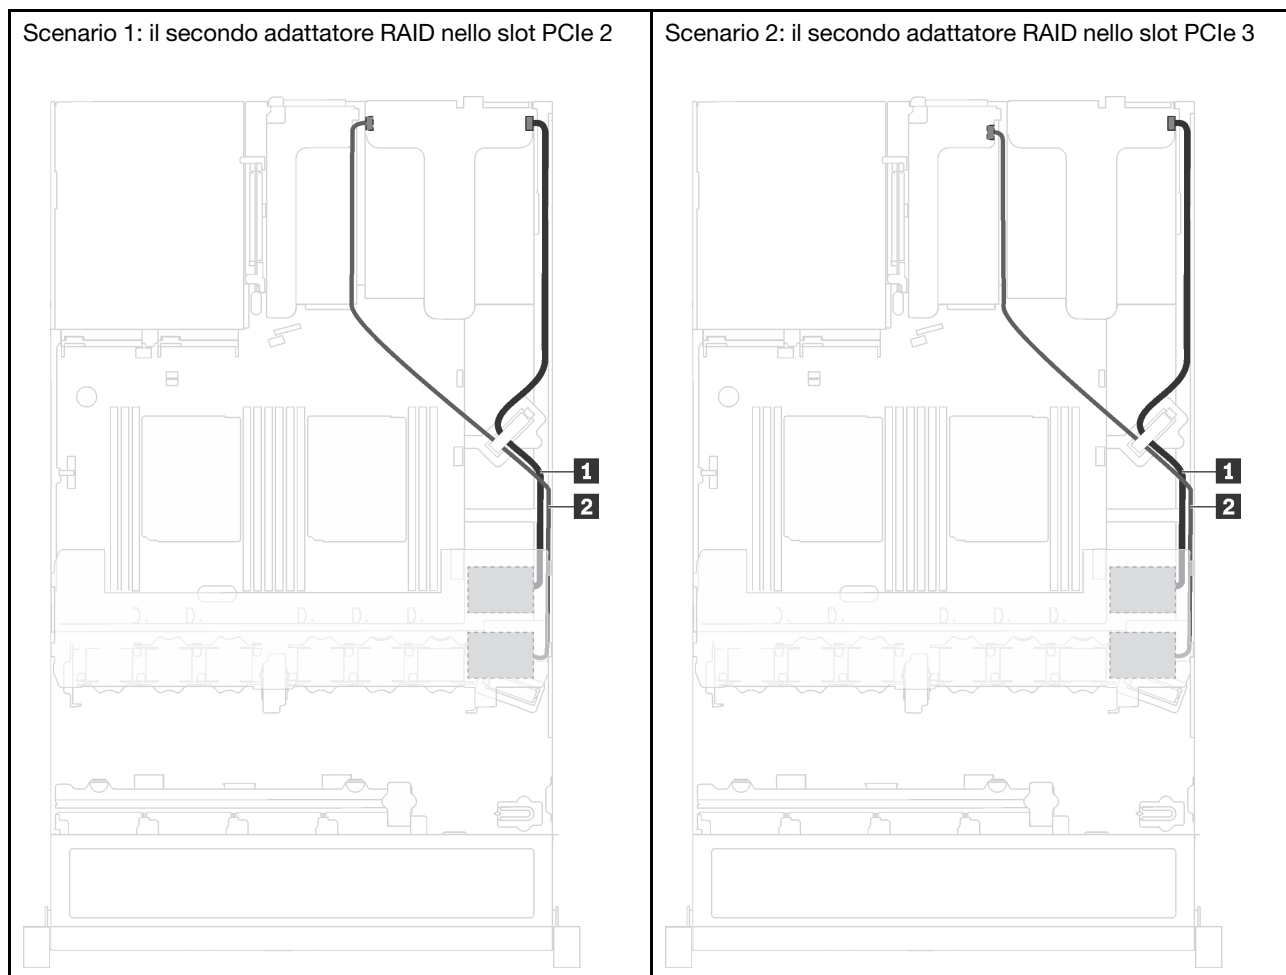 Scenario 1: il secondo adattatore RAID nello slot PCIe 2
Scenario 2: il secondo adattatore RAID nello slot PCIe 3
1
2
1
2